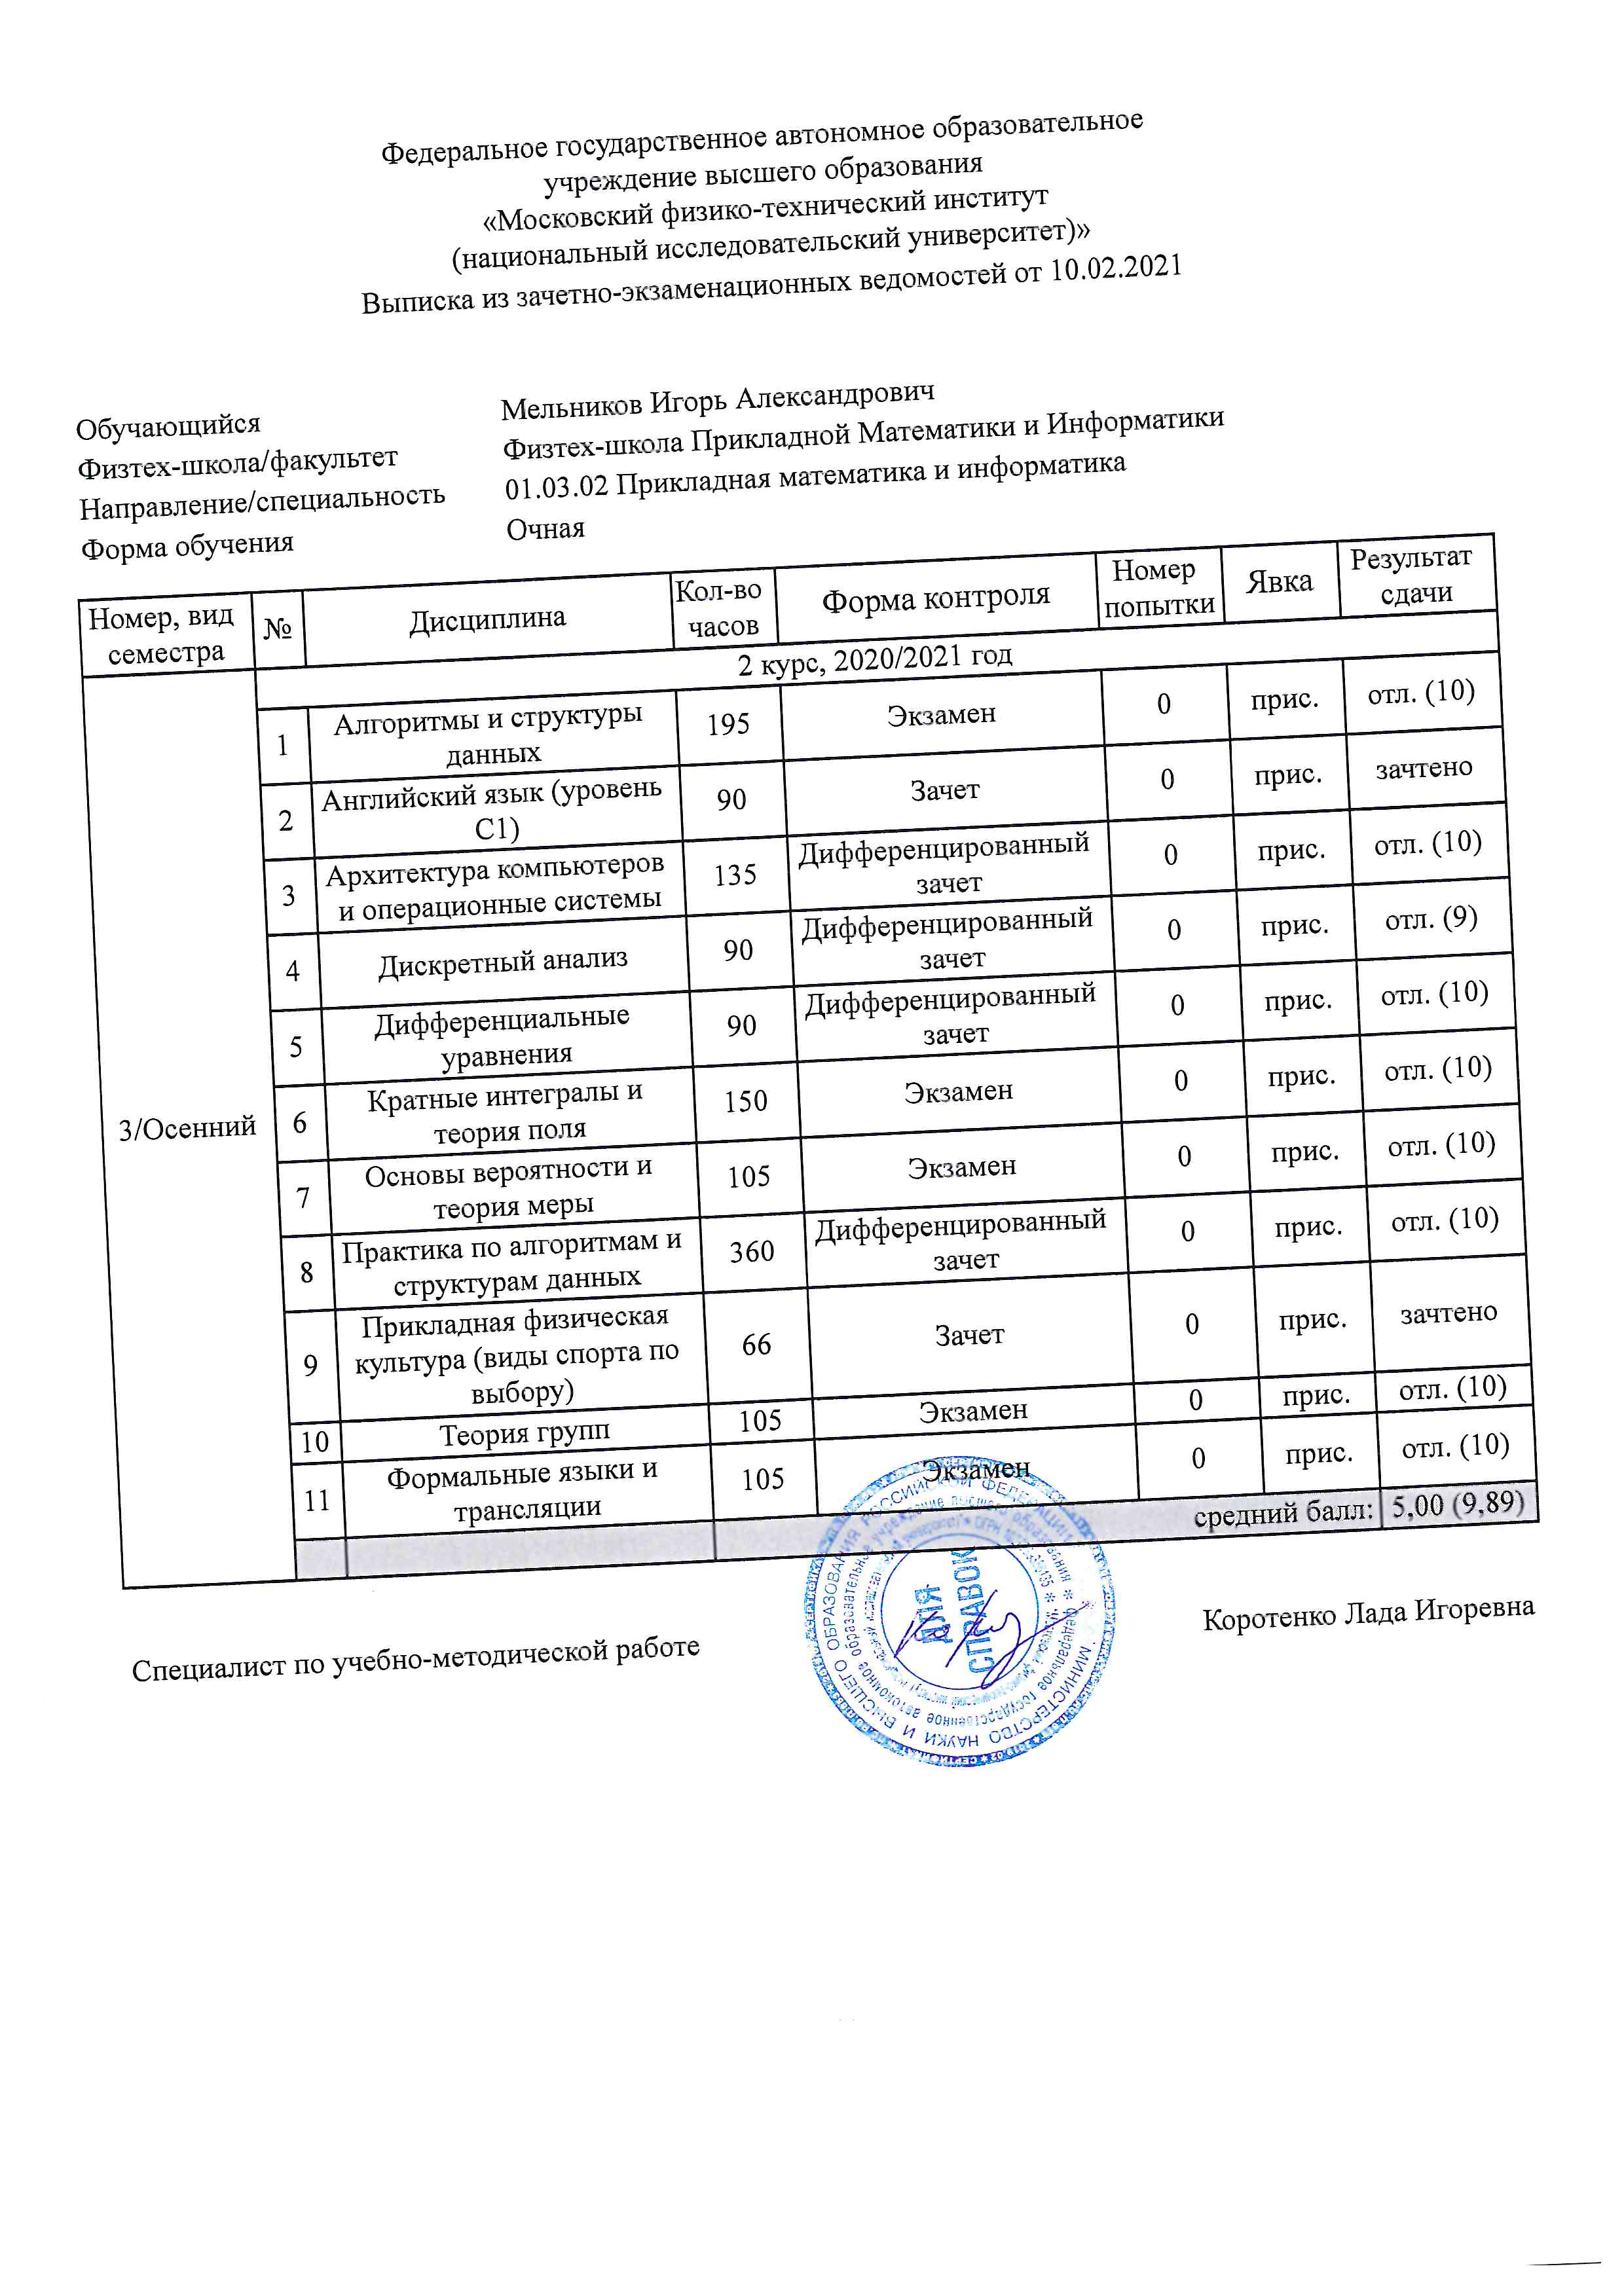 Федеральное государственное автономное образовательное
учреждение высшего образования
«Московский физико-технический институт
(национальный исследовательский университет)»
Выписка из зачетно-экзаменационных ведомостей от 10.02.2021
Обучающийся Мельников Игорь Александрович
Физтех-школа/факультет Физтех-школа Прикладной Математики и Информатики
Направление/специальность 01.03.02 Прикладная математика и информатика
Форма обучения Очная
Номер, вид семестра № Дисциплина Кол-во часов Форма контроля Номер попытки Явка Результат сдачи
2 курс, 2020/2021 год
3/Осенний
1 Алгоритмы и структуры данных 195 Экзамен 0 прис. отл. (10)
2 Английский язык (уровень C1) 90 Зачет 0 прис. зачтено
3 Архитектура компьютеров и операционные системы 135 Дифференцированный зачет 0 прис. отл. (10)
4 Дискретный анализ 90 Дифференцированный зачет 0 прис. отл. (9)
5 Дифференциальные уравнения 90 Дифференцированный зачет 0 прис. отл. (10)
6 Кратные интегралы и теория поля 150 Экзамен 0 прис. отл. (10)
7 Основы вероятности и теория меры 105 Экзамен 0 прис. отл. (10)
8 Практика по алгоритмам и структурам данных 360 Дифференцированный зачет 0 прис. отл. (10)
9 Прикладная физическая культура (виды спорта по выбору) 66 Зачет 0 прис. зачтено
10 Теория групп 105 Экзамен 0 прис. отл. (10)
11 Формальные языки и трансляции 105 Экзамен 0 прис. отл. (10)
средний балл: 5,00 (9,89)
Специалист по учебно-методической работе Коротенко Лада Игоревна
МИНИСТЕРСТВО НАУКИ И ВЫСШЕГО ОБРАЗОВАНИЯ РОССИЙСКОЙ ФЕДЕРАЦИИ
федеральное государственное автономное образовательное учреждение высшего образования
ДЛЯ
СПРАВОК